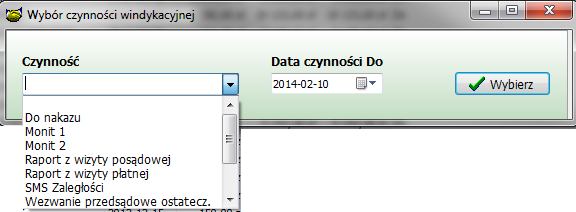 Wybór czynności windykacyjnej
Czynność
Data czynności Do
2014-02-10
Wybierz
Do nakazu
Monit 1
Monit 2
Raport z wizyty posądowej
Raport z wizyty płatnej
SMS Zaległości
Wezwanie przedsądowe ostatecz.